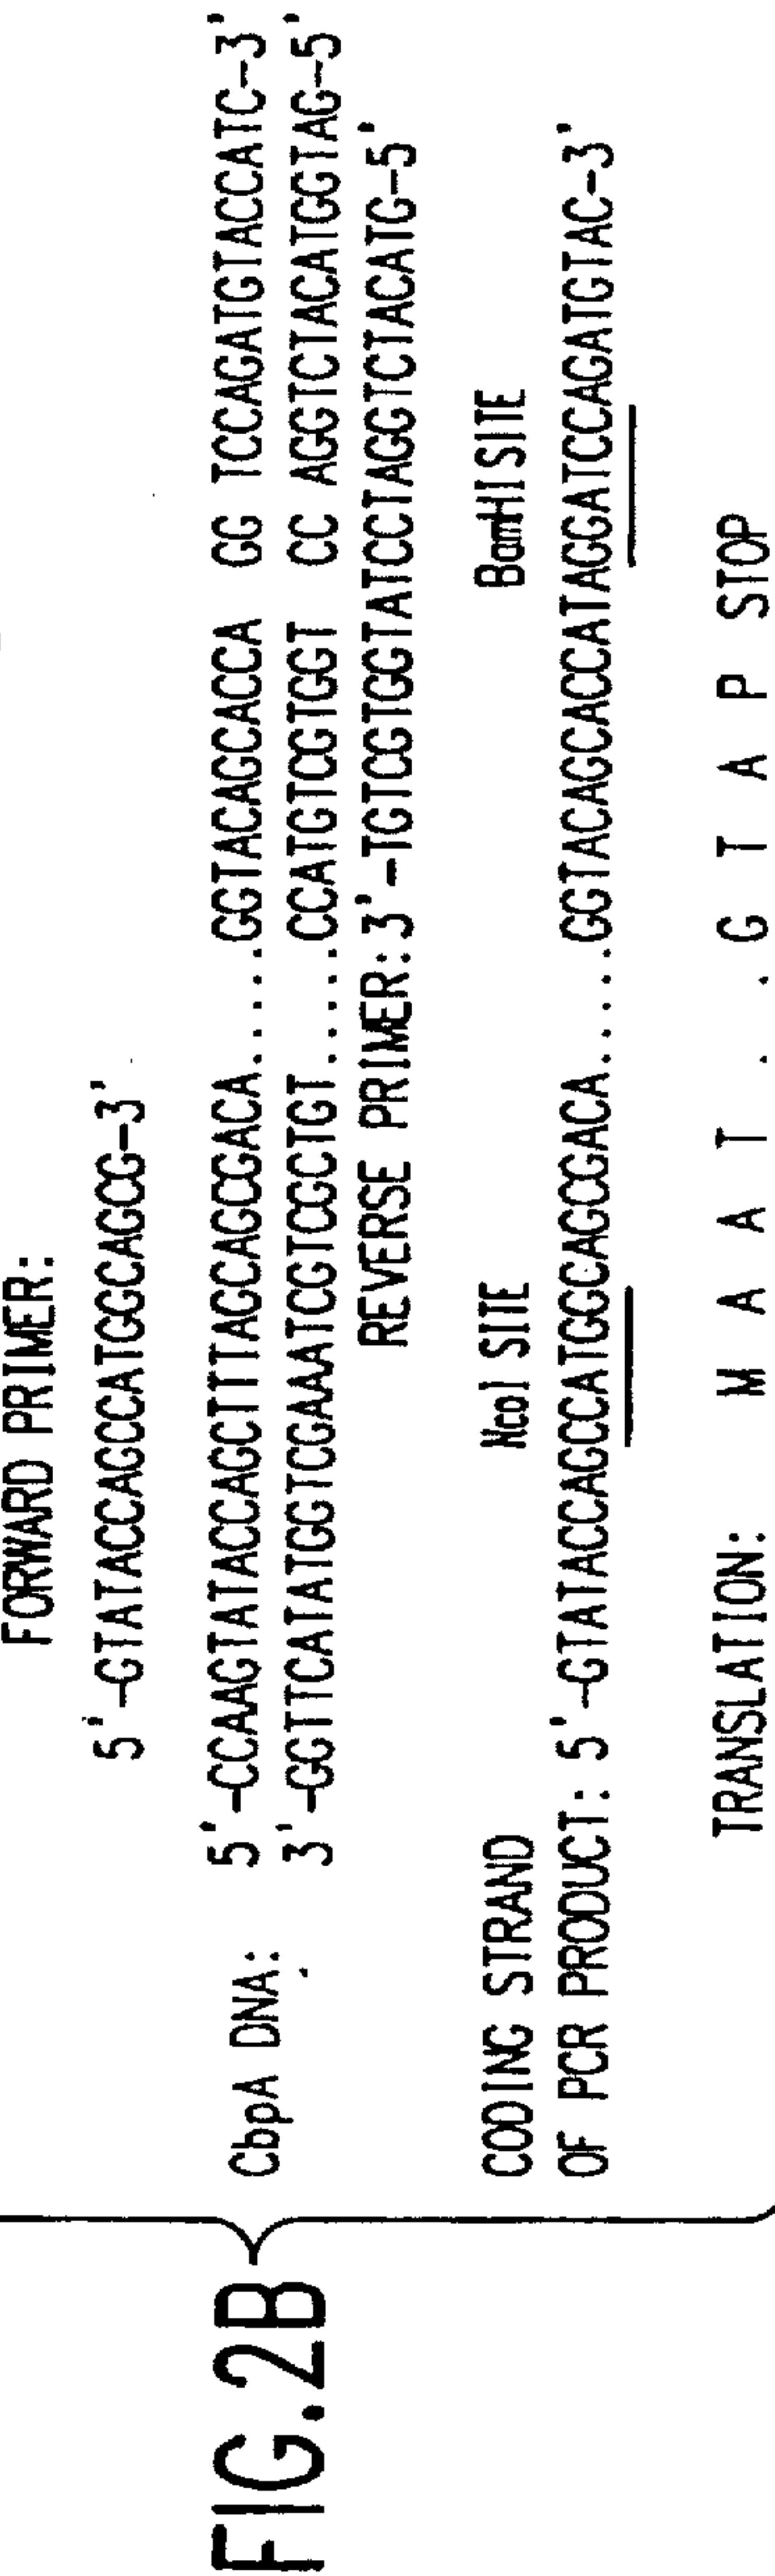 FIG.2B
FORWARD PRIMER:
5'-GTATACCAGCCATGGCAGCG-3'
CbpA DNA: 5'-CCAAGTATACCAGCTTTAGCAGCGACA.....GGTACAGCACCA GG TCCAGATGTACCATC-3'
3'-GGTTCATATGGTCGAAATCGTCGCTGT.....CCATGTCGTGGT CC AGGTCTACATGGTAG-5'
REVERSE PRIMER: 3'-TGTCGTGGTATCCTAGGTCTACATG-5'
NcoI SITE BamHI SITE
CODING STRAND
OF PCR PRODUCT: 5'-GTATACCAGCCATGGCAGCGACA.....GGTACAGCACCATAGGATCCAGATGTAC-3'
TRANSLATION: M A A T . . G T A P STOP